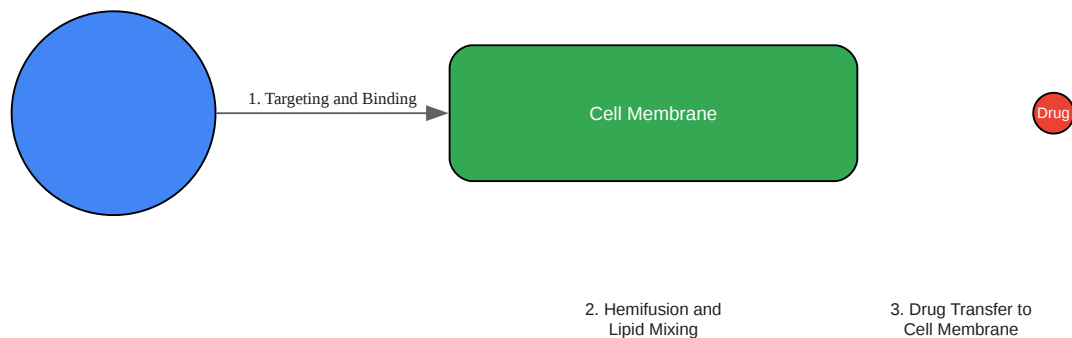 1. Targeting and Binding
Cell Membrane
Drug
2. Hemifusion and
Lipid Mixing
3. Drug Transfer to
Cell Membrane